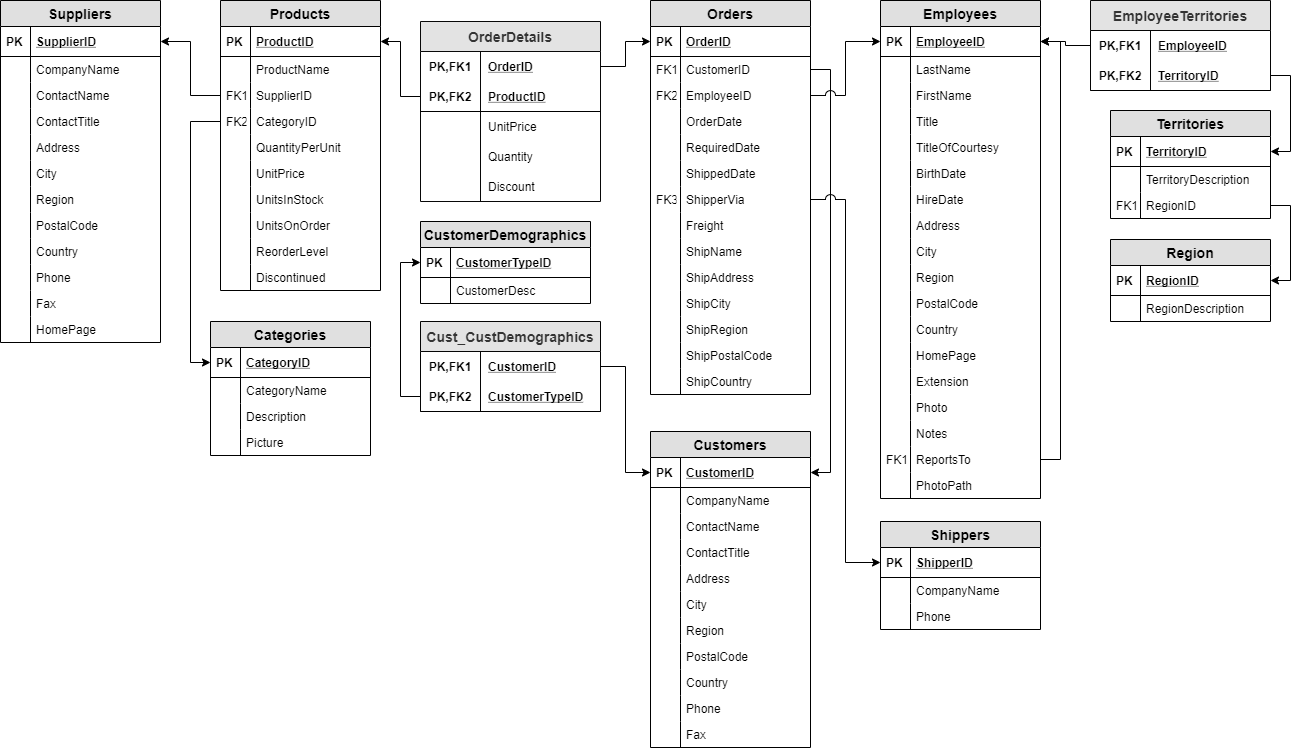 Suppliers
PK SupplierID
CompanyName
ContactName
ContactTitle
Address
City
Region
PostalCode
Country
Phone
Fax
HomePage
Products
PK ProductID
ProductName
FK1 SupplierID
FK2 CategoryID
QuantityPerUnit
UnitPrice
UnitsInStock
UnitsOnOrder
ReorderLevel
Discontinued
Categories
PK CategoryID
CategoryName
Description
Picture
OrderDetails
PK,FK1 OrderID
PK,FK2 ProductID
UnitPrice
Quantity
Discount
CustomerDemographics
PK CustomerTypeID
CustomerDesc
Cust_CustDemographics
PK,FK1 CustomerID
PK,FK2 CustomerTypeID
Orders
PK OrderID
FK1 CustomerID
FK2 EmployeeID
OrderDate
RequiredDate
ShippedDate
FK3 ShipperVia
Freight
ShipName
ShipAddress
ShipCity
ShipRegion
ShipPostalCode
ShipCountry
Customers
PK CustomerID
CompanyName
ContactName
ContactTitle
Address
City
Region
PostalCode
Country
Phone
Fax
Employees
PK EmployeeID
LastName
FirstName
Title
TitleOfCourtesy
BirthDate
HireDate
Address
City
Region
PostalCode
Country
HomePage
Extension
Photo
Notes
FK1 ReportsTo
PhotoPath
Shippers
PK ShipperID
CompanyName
Phone
EmployeeTerritories
PK,FK1 EmployeeID
PK,FK2 TerritoryID
Territories
PK TerritoryID
TerritoryDescription
FK1 RegionID
Region
PK RegionID
RegionDescription